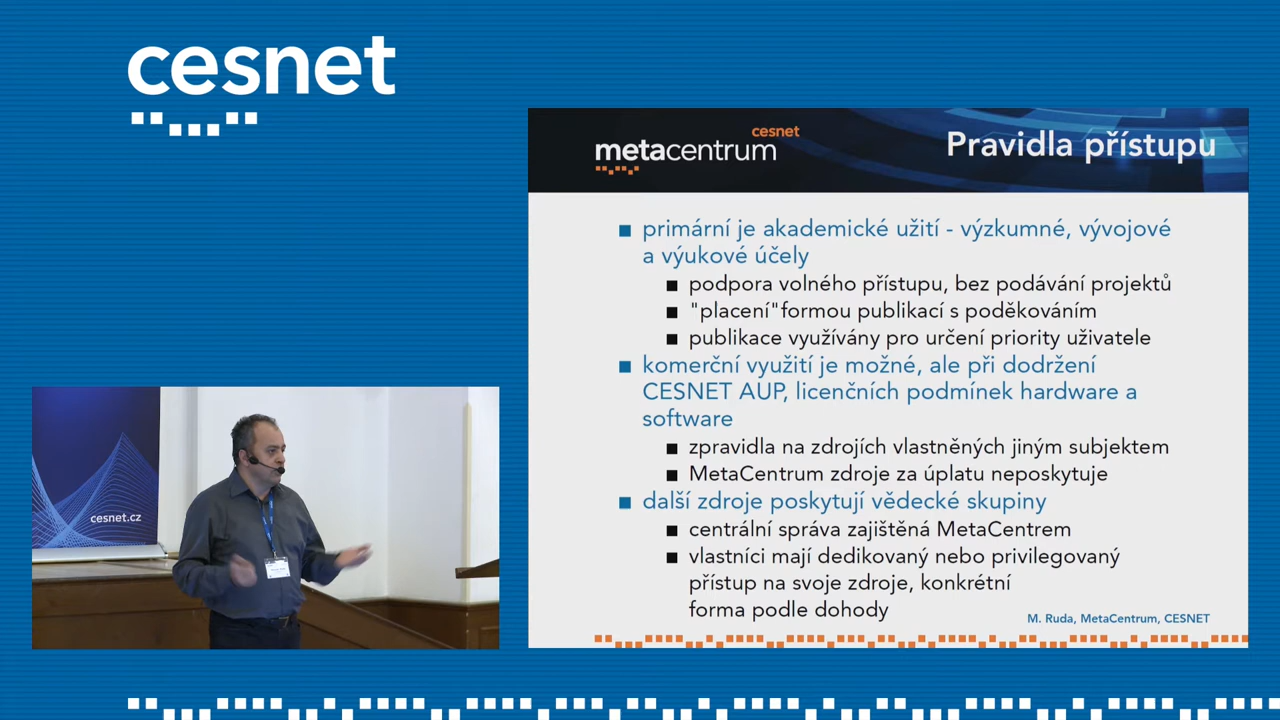 cesnet
cesnet
metacentrum
Pravidla přístupu
primární je akademické užití - výzkumné, vývojové
a výukové účely
podpora volného přístupu, bez podávání projektů
"placení"formou publikací s poděkováním
publikace využívány pro určení priority uživatele
komerční využití je možné, ale při dodržení
CESNET AUP, licenčních podmínek hardware a
software
zpravidla na zdrojích vlastněných jiným subjektem
MetaCentrum zdroje za úplatu neposkytuje
další zdroje poskytují vědecké skupiny
centrální správa zajištěná MetaCentrem
vlastníci mají dedikovaný nebo privilegovaný
přístup na svoje zdroje, konkrétní
forma podle dohody
M. Ruda, MetaCentrum, CESNET
cesnet.cz